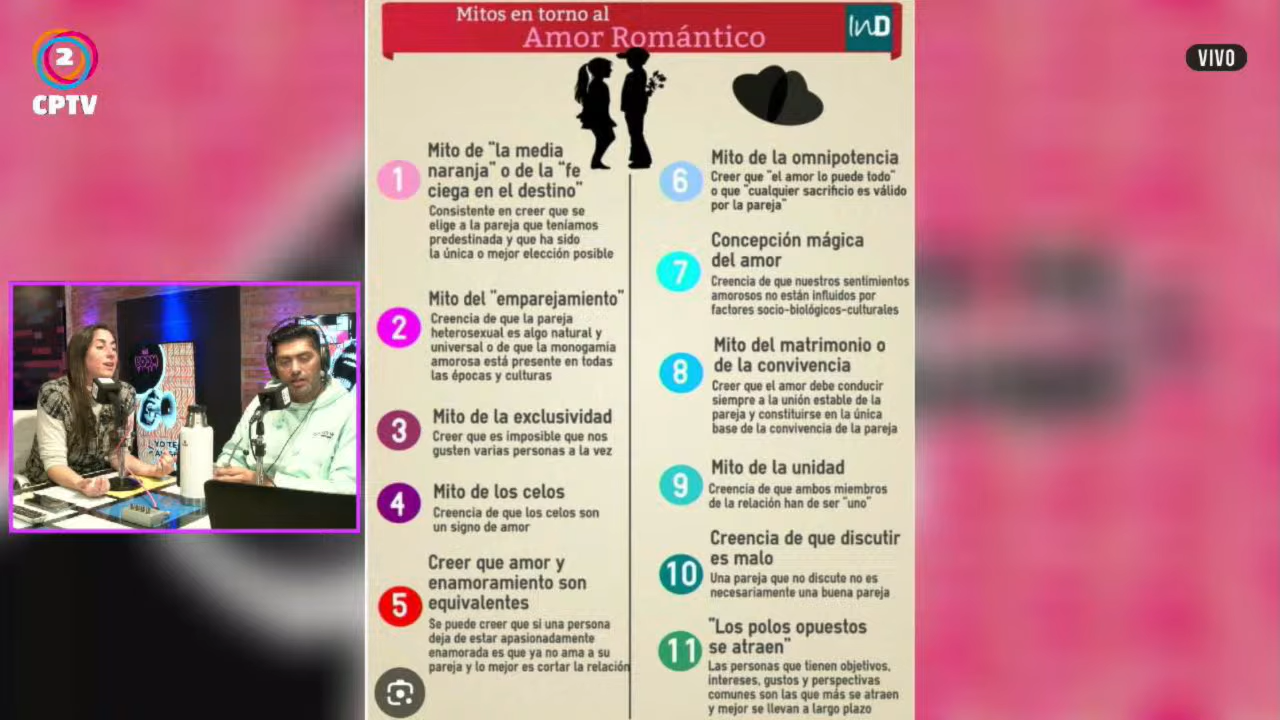 2
CPTV
VIVO
Mitos en torno al
Amor Romántico
InD
1
Mito de "la media
naranja" o de la "fe
ciega en el destino"
Consistente en creer que se
elige a la pareja que teníamos
predestinada y que ha sido
la única o mejor elección posible
2
Mito del "emparejamiento"
Creencia de que la pareja
heterosexual es algo natural y
universal o de que la monogamia
amorosa está presente en todas
las épocas y culturas
3
Mito de la exclusividad
Creer que es imposible que nos
gusten varias personas a la vez
4
Mito de los celos
Creencia de que los celos son
un signo de amor
5
Creer que amor y
enamoramiento son
equivalentes
Se puede creer que si una persona
deja de estar apasionadamente
enamorada es que ya no ama a su
pareja y lo mejor es cortar la relación
6
Mito de la omnipotencia
Creer que "el amor lo puede todo"
o que "cualquier sacrificio es válido
por la pareja"
7
Concepción mágica
del amor
Creencia de que nuestros sentimientos
amorosos no están influidos por
factores socio-biológicos-culturales
8
Mito del matrimonio o
de la convivencia
Creer que el amor debe conducir
siempre a la unión estable de la
pareja y constituirse en la única
base de la convivencia de la pareja
9
Mito de la unidad
Creencia de que ambos miembros
de la relación han de ser "uno"
10
Creencia de que discutir
es malo
Una pareja que no discute no es
necesariamente una buena pareja
11
"Los polos opuestos
se atraen"
Las personas que tienen objetivos,
intereses, gustos y perspectivas
comunes son las que más se atraen
y mejor se llevan a largo plazo